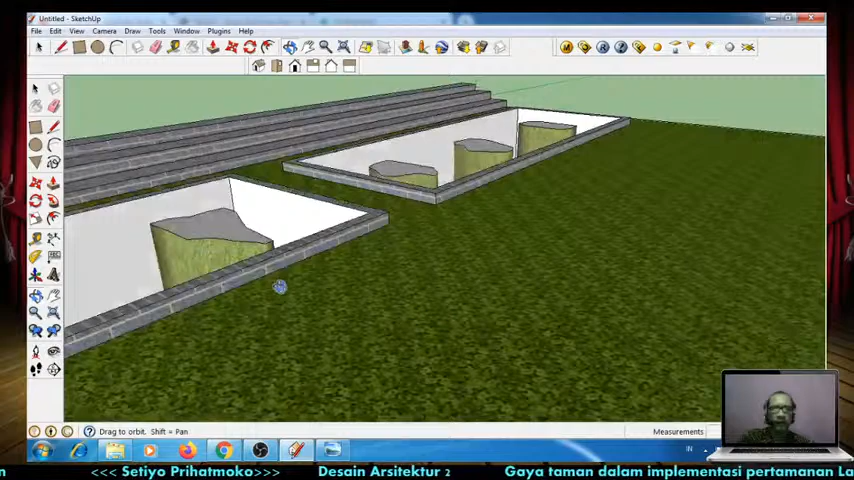 Untitled - SketchUp
File Edit Camera Draw Tools Window Plugins Help
Drag to orbit. Shift = Pan
Measurements
IN
n <<< Setiyo Prihatmoko>>> Desain Arsitektur 2 Gaya taman dalam implementasi pertamanan La